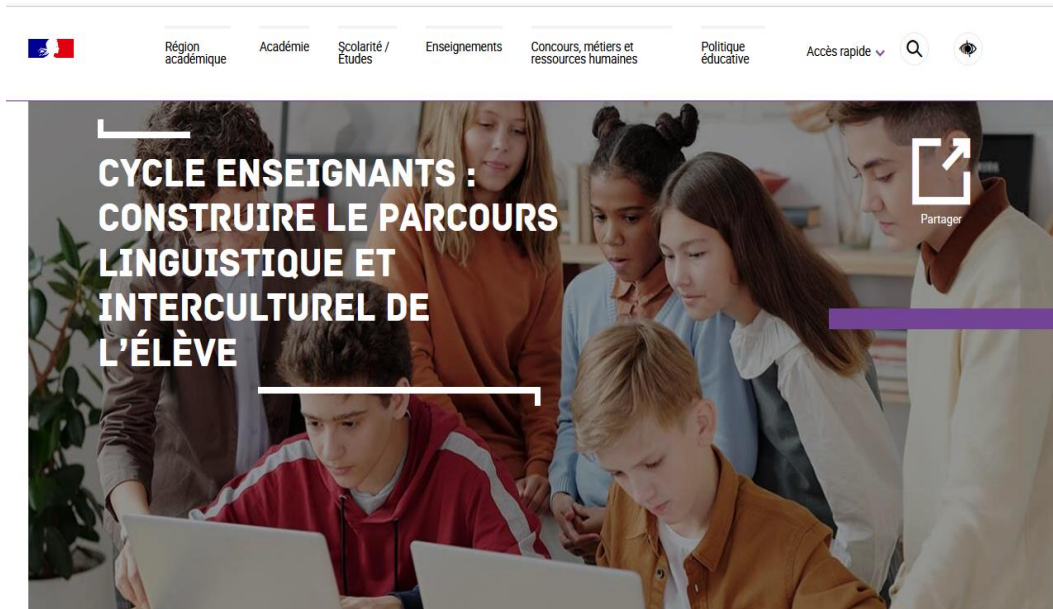 Région
académique
Académie
Scolarité /
Études
Enseignements
Concours, métiers et
ressources humaines
Politique
éducative
Accès rapide
CYCLE ENSEIGNANTS :
CONSTRUIRE LE PARCOURS
LINGUISTIQUE ET
INTERCULTUREL DE
L'ÉLÈVE
Partager